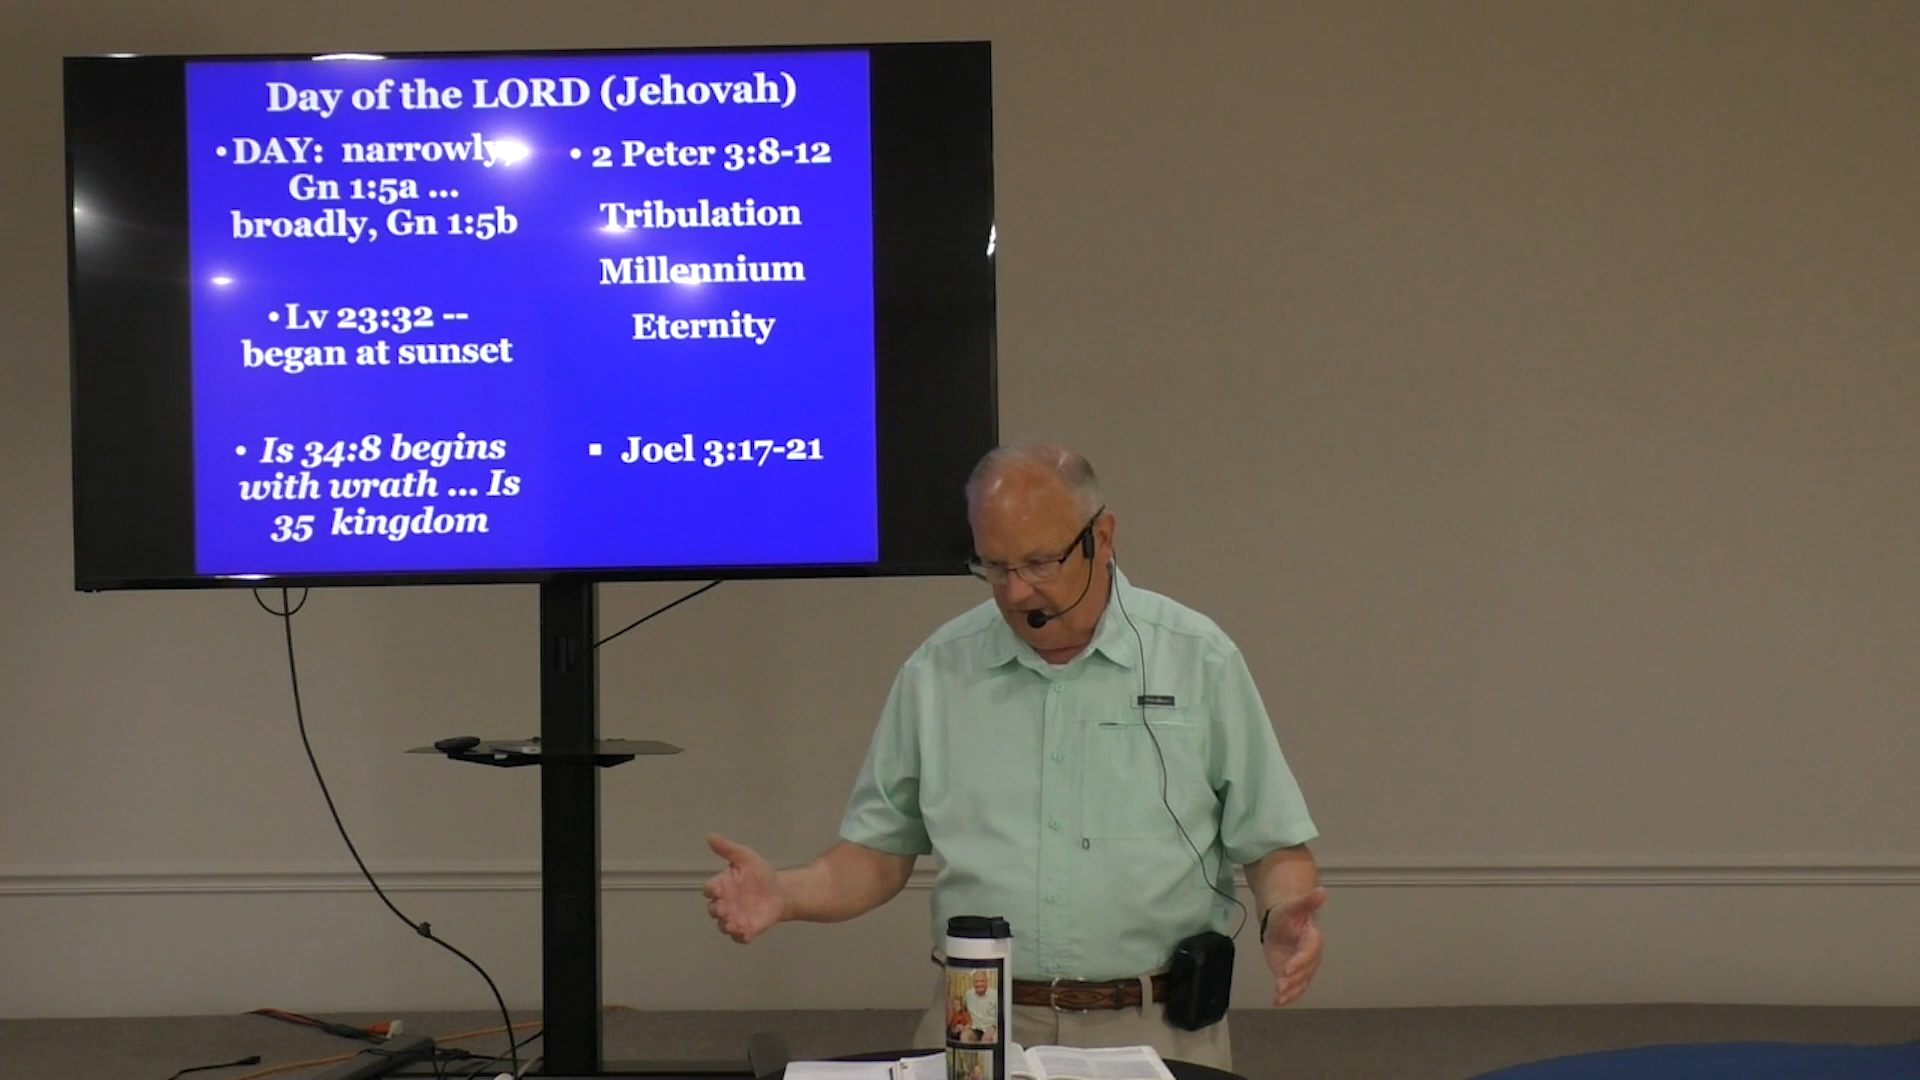 Day of the LORD (Jehovah)
• DAY: narrowly,
Gn 1:5a ...
broadly, Gn 1:5b
• Lv 23:32 --
began at sunset
• Is 34:8 begins
with wrath ... Is
35 kingdom
• 2 Peter 3:8-12
Tribulation
Millennium
Eternity
▪ Joel 3:17-21